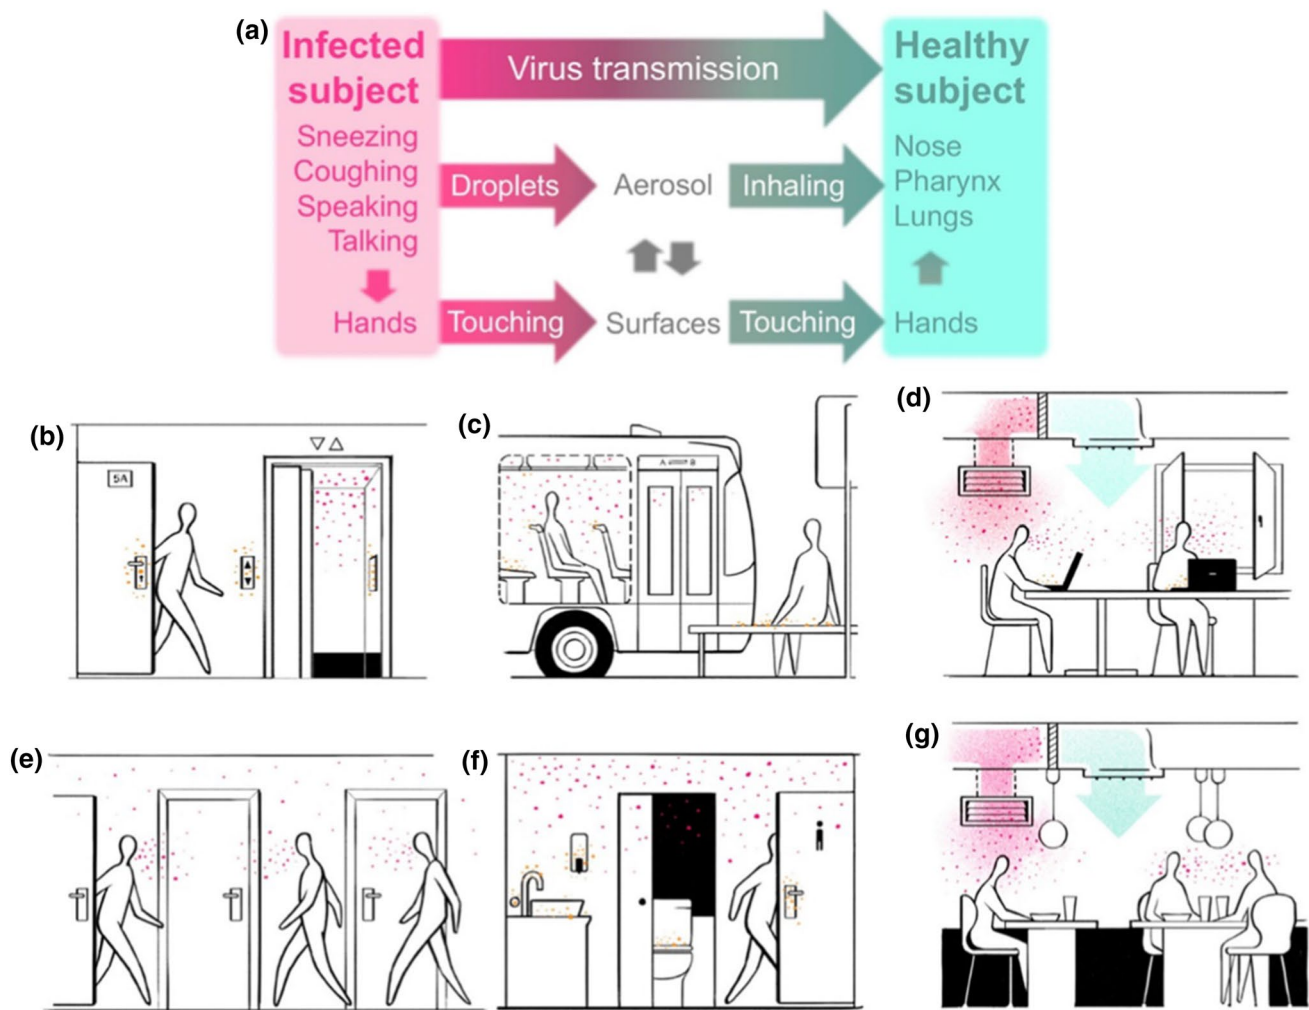 (a)
Infected
subject
Sneezing
Coughing
Speaking
Talking
Hands
Virus transmission
Droplets
Aerosol
Inhaling
Touching
Surfaces
Touching
Healthy
subject
Nose
Pharynx
Lungs
Hands
(b)
5A
(c)
A
B
(d)
(e)
(f)
(g)